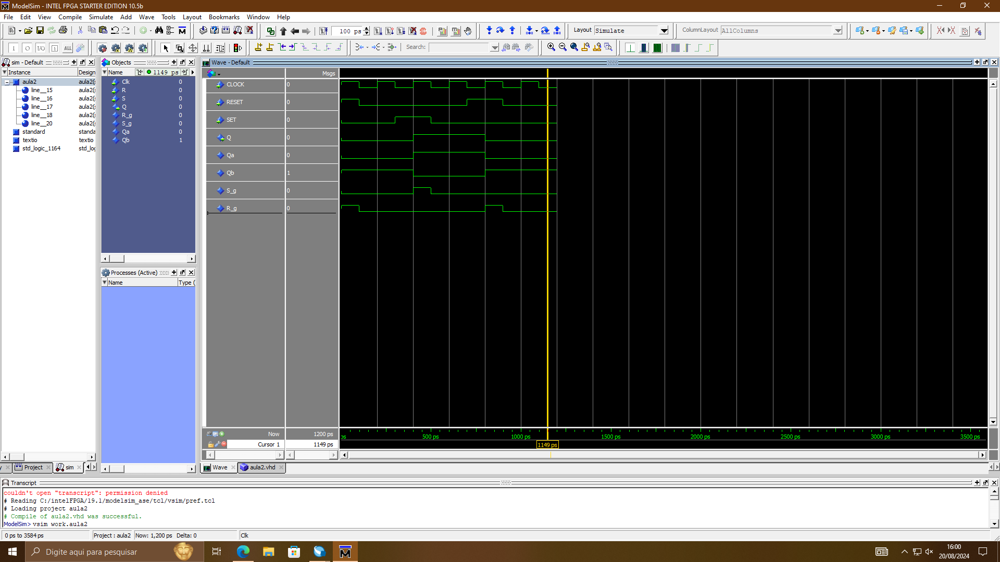 ModelSim - INTEL FPGA STARTER EDITION 10.5b
File Edit View Compile Simulate Add Wave Tools Layout Bookmarks Window Help
100 ps
Layout Simulate
ColumnLayout AllColumns
Search:
sim - Default
Instance Design
aula2 aula2(
line__15 aula2(
line__16 aula2(
line__17 aula2(
line__18 aula2(
line__20 aula2(
standard standa
textio textio
std_logic_1164 std_log
Objects
Name 1149 ps
Clk 0
R 0
S 0
Q 0
R_g 0
S_g 0
Qa 0
Qb 1
Processes (Active)
Name Type (
Wave - Default
Msgs
CLOCK 0
RESET 0
SET 0
Q 0
Qa 0
Qb 1
S_g 0
R_g 0
Now 1200 ps
Cursor 1 1149 ps
ps 500 ps 1000 ps 1500 ps 2000 ps 2500 ps 3000 ps 3500 ps
1149 ps
Project sim
Wave aula2.vhd
Transcript
couldn't open "transcript": permission denied
# Reading C:/intelFPGA/19.1/modelsim_ase/tcl/vsim/pref.tcl
# Loading project aula2
# Compile of aula2.vhd was successful.
ModelSim> vsim work.aula2
0 ps to 3584 ps Project : aula2 Now: 1,200 ps Delta: 0 Clk
Digite aqui para pesquisar
16:00
20/08/2024